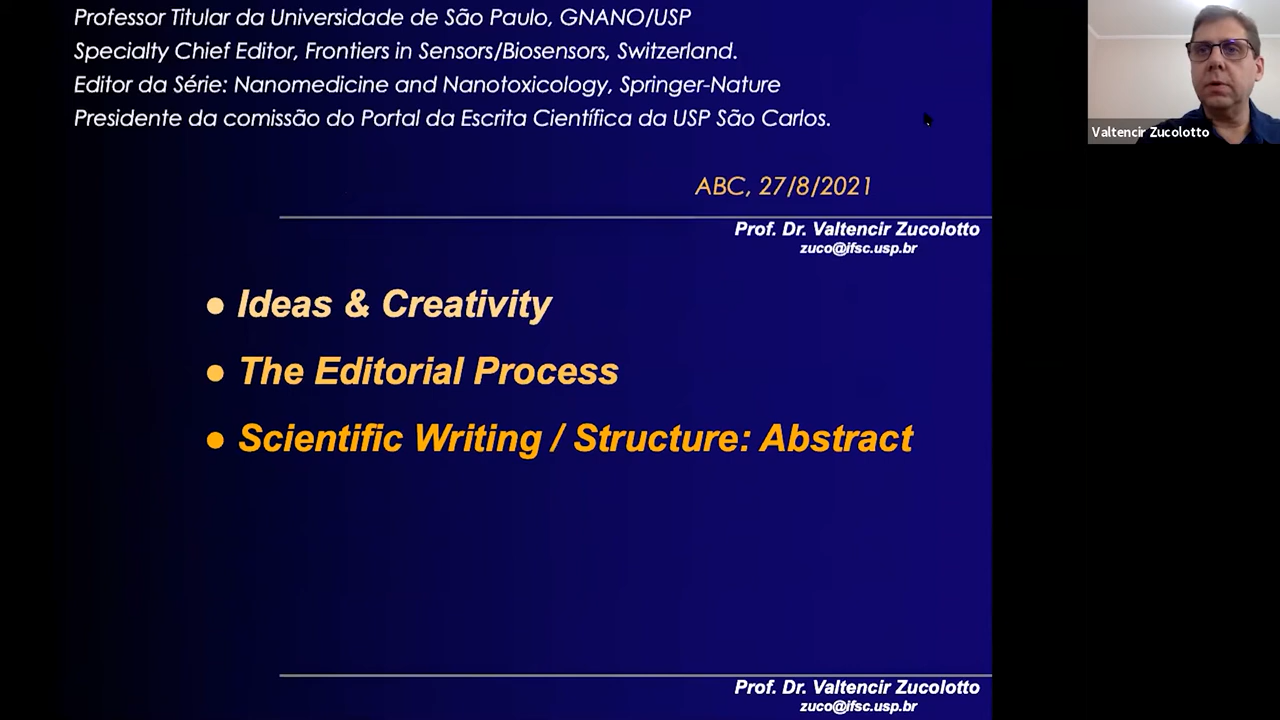 Professor Titular da Universidade de São Paulo, GNANO/USP
Specialty Chief Editor, Frontiers in Sensors/Biosensors, Switzerland.
Editor da Série: Nanomedicine and Nanotoxicology, Springer-Nature
Presidente da comissão do Portal da Escrita Científica da USP São Carlos.
Valtencir Zucolotto
ABC, 27/8/2021
Prof. Dr. Valtencir Zucolotto
zuco@ifsc.usp.br
● Ideas & Creativity
● The Editorial Process
● Scientific Writing / Structure: Abstract
Prof. Dr. Valtencir Zucolotto
zuco@ifsc.usp.br